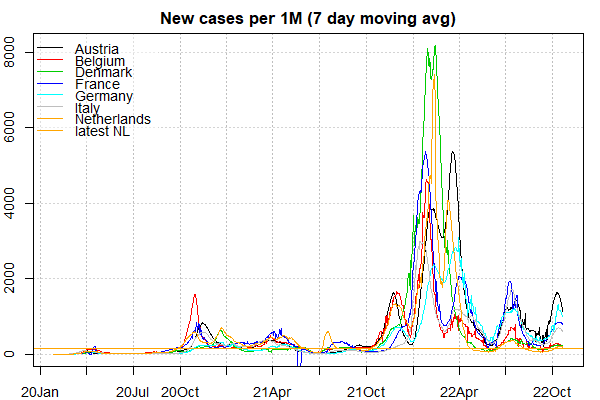 New cases per 1M (7 day moving avg)
8000
6000
4000
2000
0
Austria
Belgium
Denmark
France
Germany
Italy
Netherlands
latest NL
20Jan 20Jul 20Oct 21Apr 21Oct 22Apr 22Oct